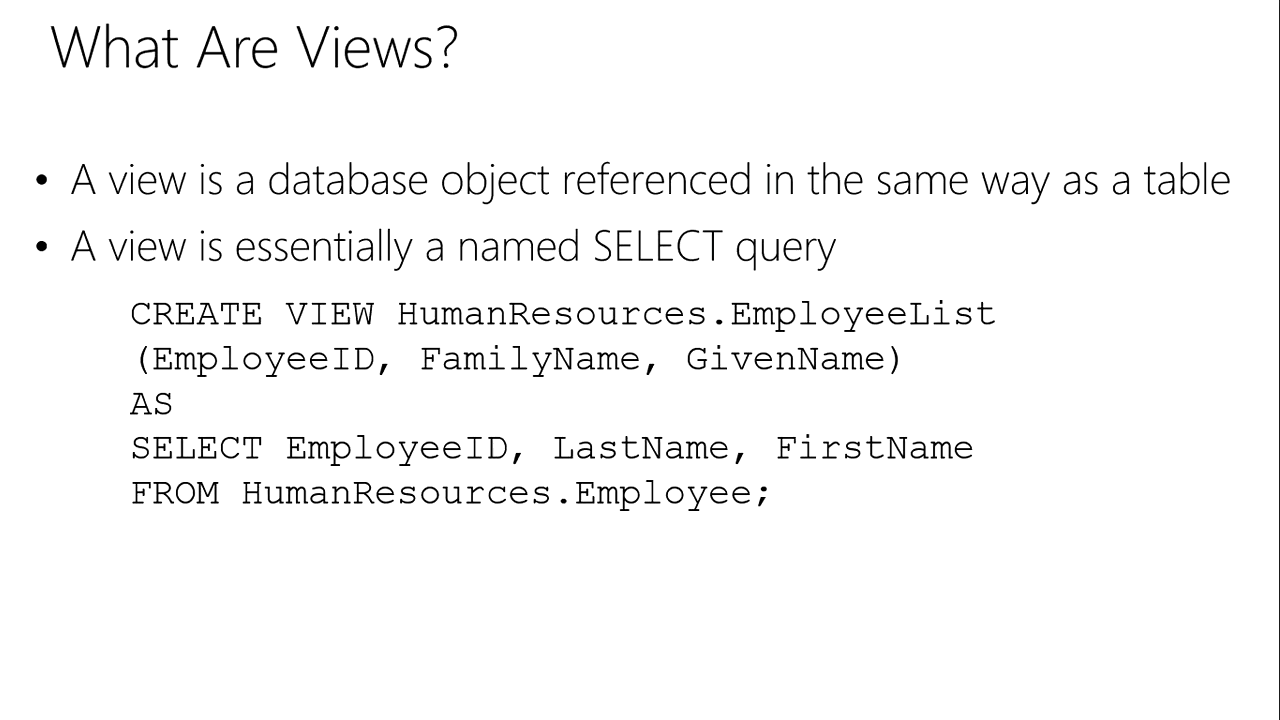 What Are Views?
• A view is a database object referenced in the same way as a table
• A view is essentially a named SELECT query
CREATE VIEW HumanResources.EmployeeList
(EmployeeID, FamilyName, GivenName)
AS
SELECT EmployeeID, LastName, FirstName
FROM HumanResources.Employee;